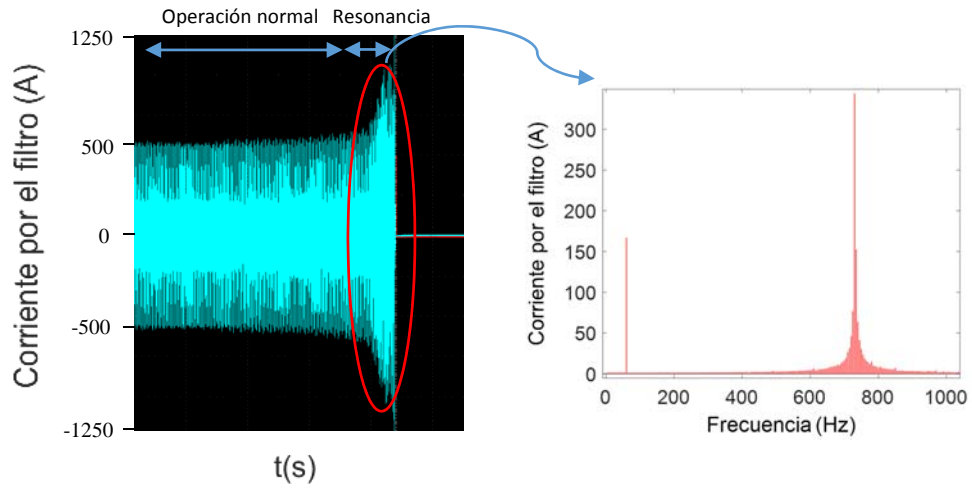 Operación normal
Resonancia
Corriente por el filtro (A)
1250
500
0
-500
-1250
t(s)
Corriente por el filtro (A)
300
250
200
150
100
50
0
0 200 400 600 800 1000
Frecuencia (Hz)